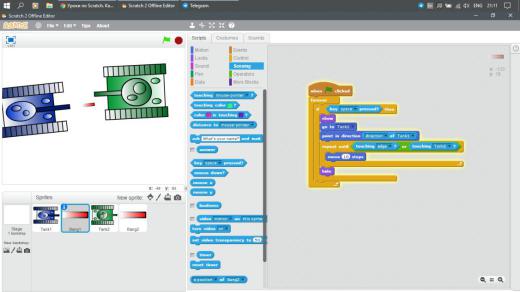 Уроки по Scratch. Ка...
Scratch 2 Offline Editor
Telegram
ENG
21:11
Scratch 2 Offline Editor
File
Edit
Tips
About
Scripts
Costumes
Sounds
Motion
Events
Looks
Control
Sound
Sensing
Pen
Operators
Data
More Blocks
touching mouse-pointer ?
touching color ?
color is touching ?
distance to mouse-pointer
ask What's your name? and wait
answer
key space pressed?
mouse down?
mouse x
mouse y
loudness
video motion on this sprite
turn video on
set video transparency to
timer
reset timer
x position of Bang2
when clicked
forever
if key space pressed? then
show
go to Tank1
point in direction direction of Tank1
repeat until touching edge ? or touching Tank2 ?
move 10 steps
hide
Sprites
New sprite:
Stage
1 backdrop
New backdrop:
Tank1
Bang1
Tank2
Bang2